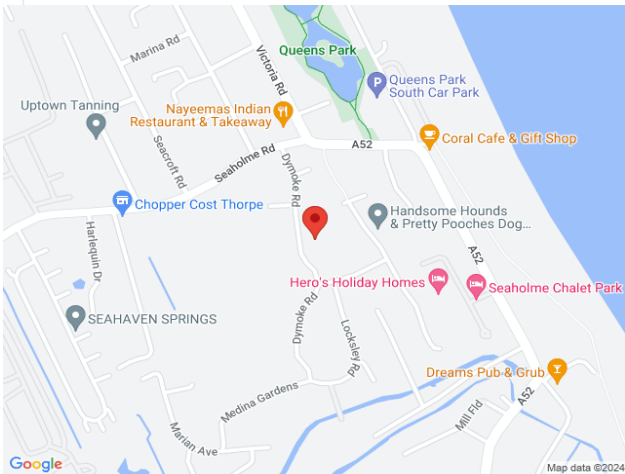 Marina Rd
Victoria Rd
Queens Park
Queens Park
South Car Park
Uptown Tanning
Nayeemas Indian
Restaurant & Takeaway
Seacroft Rd
Seaholme Rd
A52
Coral Cafe & Gift Shop
Dymoke Rd
Chopper Cost Thorpe
Handsome Hounds
& Pretty Pooches Dog...
Harlequin Dr
A52
Hero's Holiday Homes
Seaholme Chalet Park
SEAHAVEN SPRINGS
Dymoke Rd
Locksley Rd
Dreams Pub & Grub
Medina Gardens
A52
Mill Fld
Marian Ave
Google
Map data ©2024